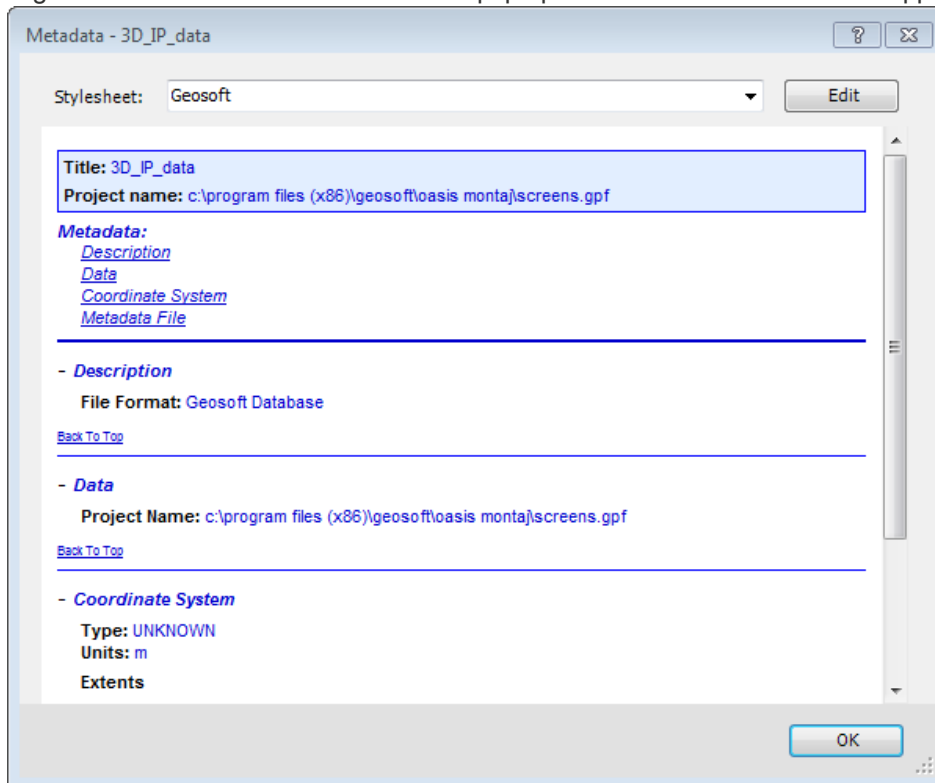 Metadata - 3D_IP_data
Stylesheet: Geosoft Edit
Title: 3D_IP_data
Project name: c:\program files (x86)\geosoft\oasis montaj\screens.gpf
Metadata:
Description
Data
Coordinate System
Metadata File
- Description
File Format: Geosoft Database
Back To Top
- Data
Project Name: c:\program files (x86)\geosoft\oasis montaj\screens.gpf
Back To Top
- Coordinate System
Type: UNKNOWN
Units: m
Extents
OK